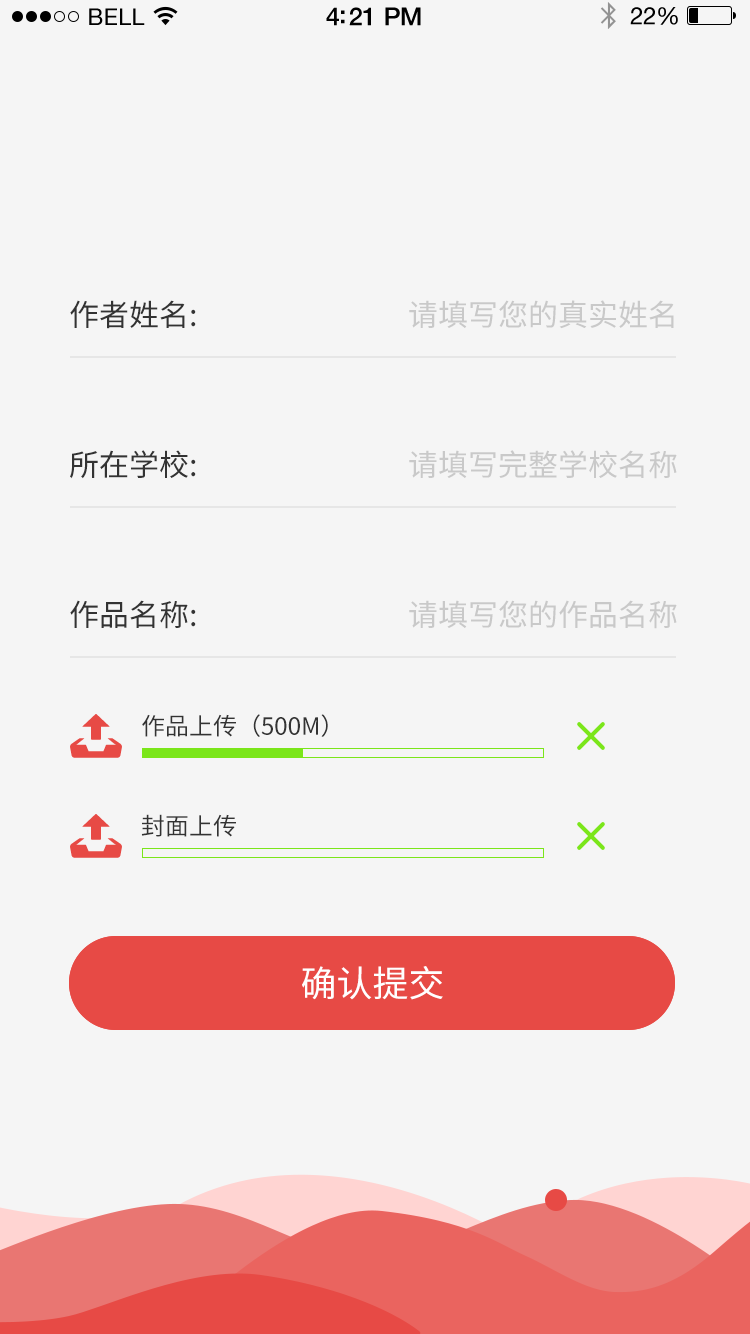 BELL 4:21 PM 22%
作者姓名: 请填写您的真实姓名
所在学校: 请填写完整学校名称
作品名称: 请填写您的作品名称
作品上传（500M）
封面上传
确认提交